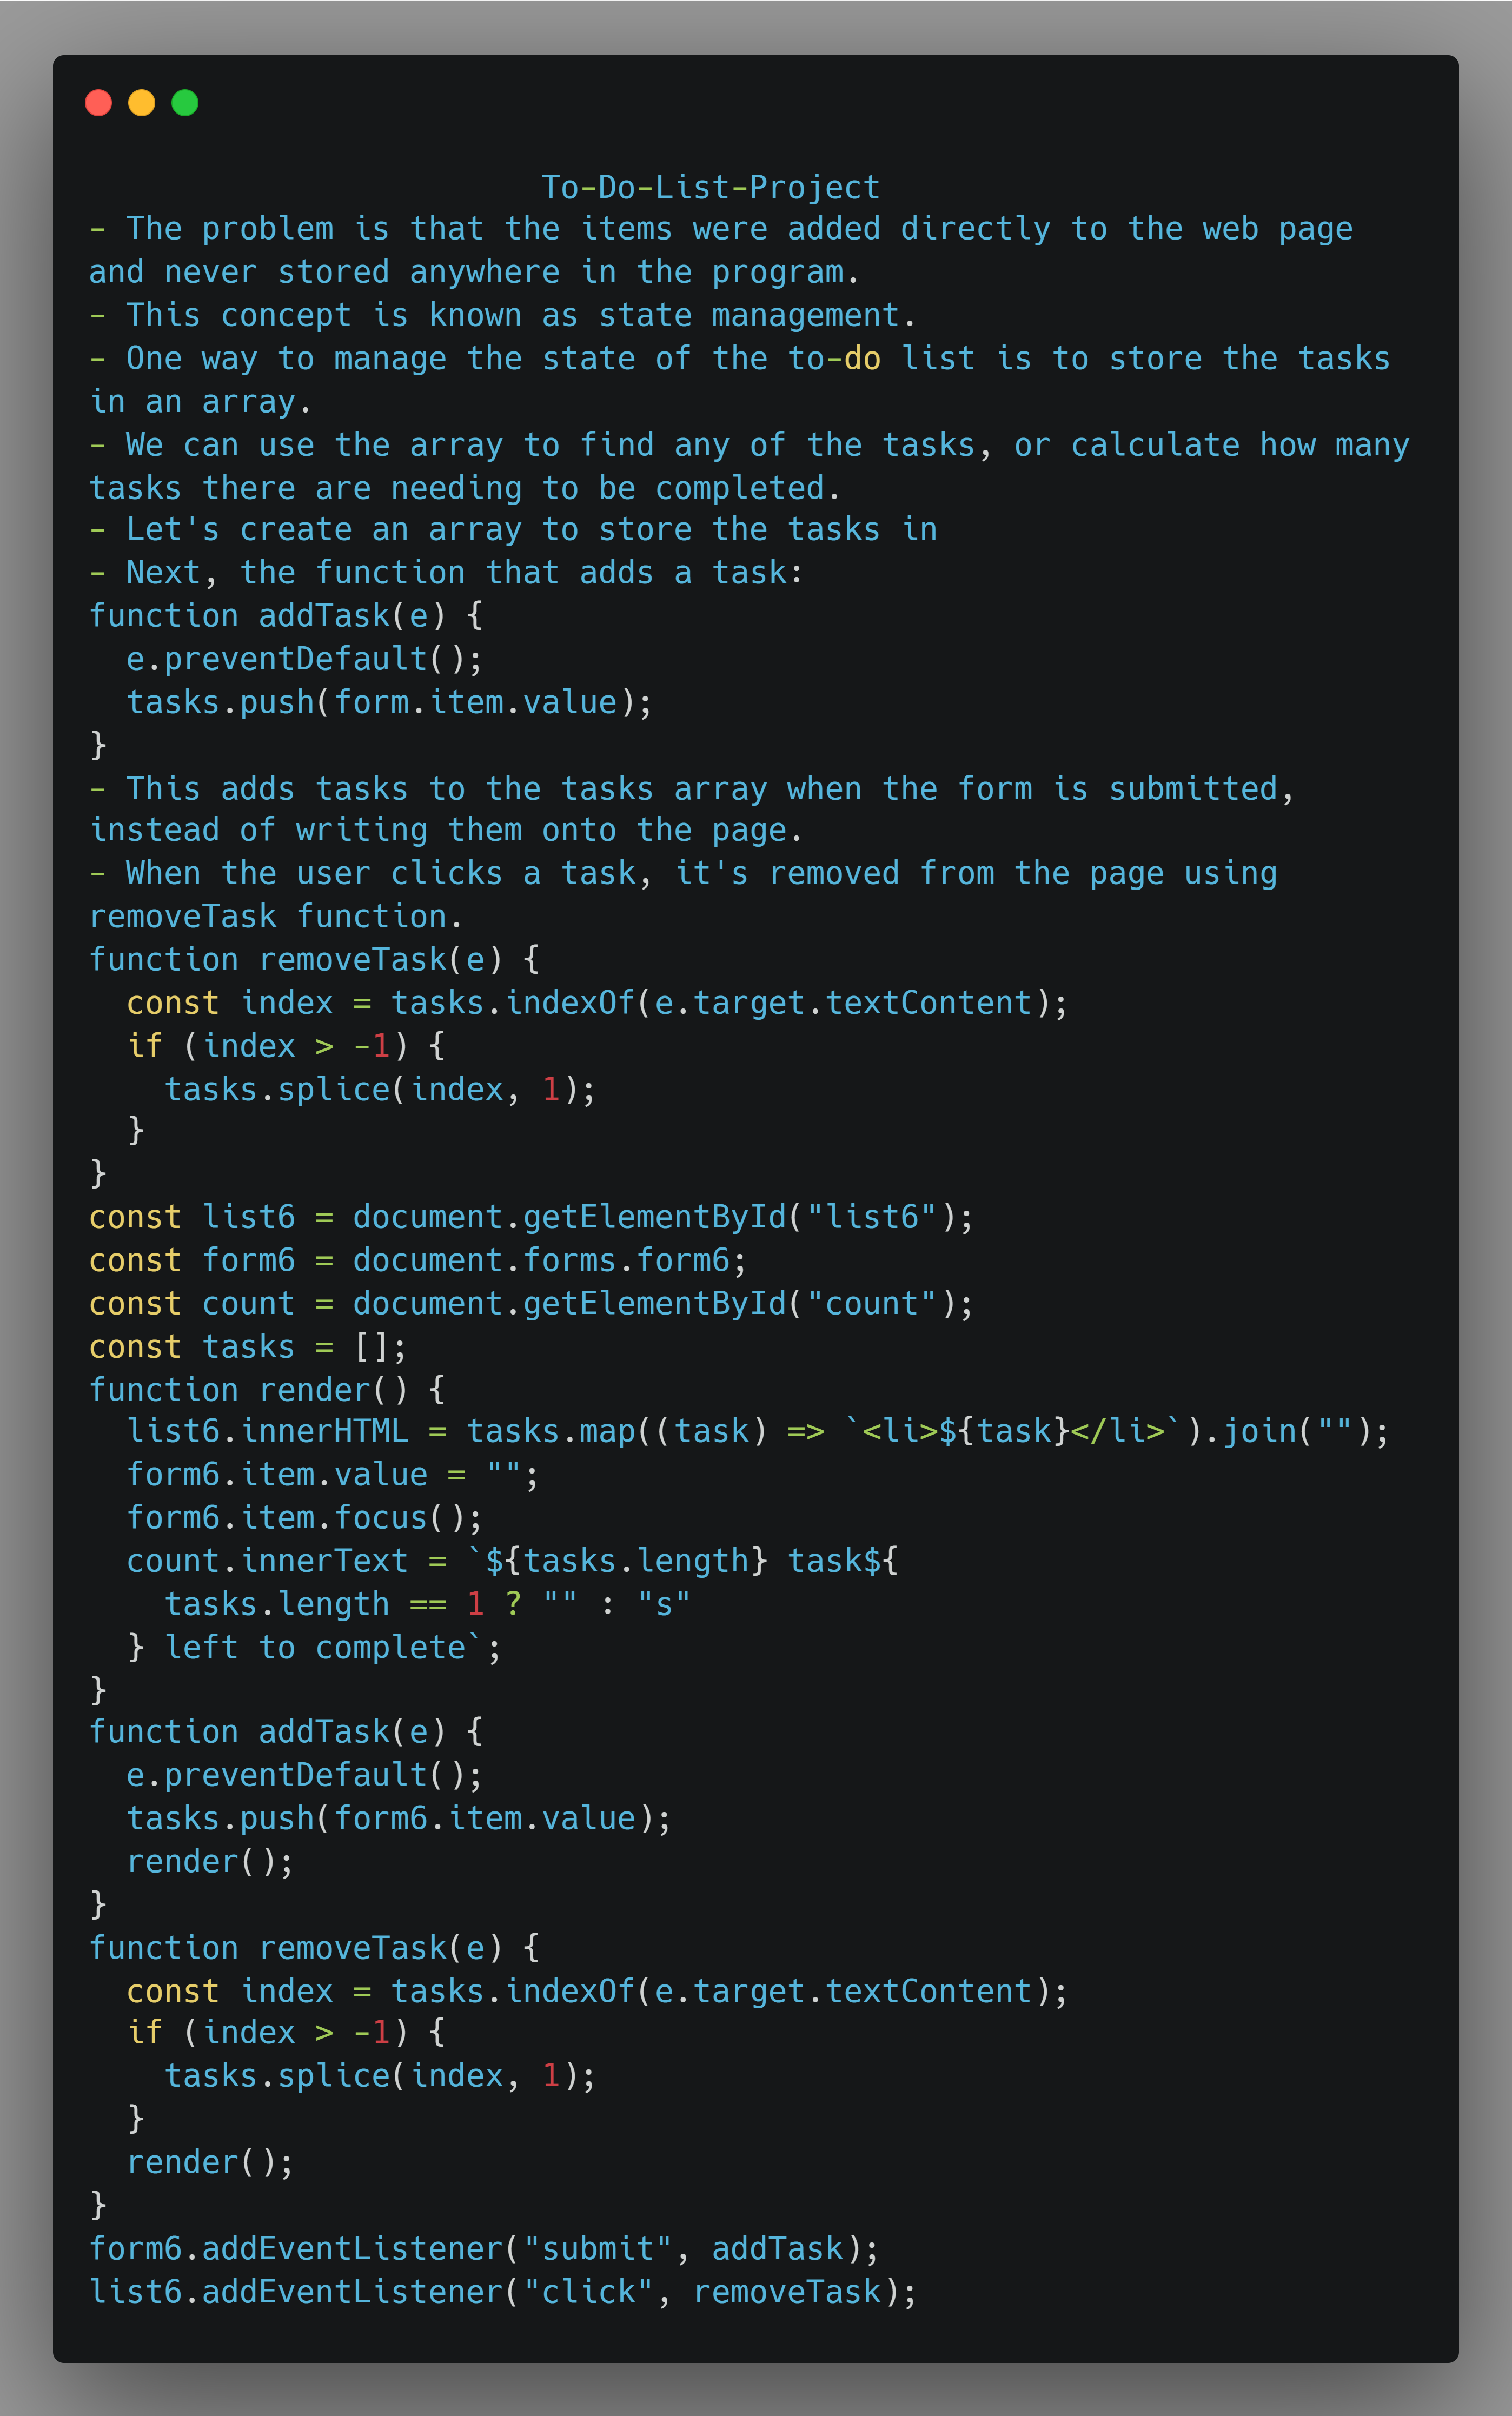 To-Do-List-Project
- The problem is that the items were added directly to the web page
and never stored anywhere in the program.
- This concept is known as state management.
- One way to manage the state of the to-do list is to store the tasks
in an array.
- We can use the array to find any of the tasks, or calculate how many
tasks there are needing to be completed.
- Let's create an array to store the tasks in
- Next, the function that adds a task:
function addTask(e) {
  e.preventDefault();
  tasks.push(form.item.value);
}
- This adds tasks to the tasks array when the form is submitted,
instead of writing them onto the page.
- When the user clicks a task, it's removed from the page using
removeTask function.
function removeTask(e) {
  const index = tasks.indexOf(e.target.textContent);
  if (index > -1) {
    tasks.splice(index, 1);
  }
}
const list6 = document.getElementById("list6");
const form6 = document.forms.form6;
const count = document.getElementById("count");
const tasks = [];
function render() {
  list6.innerHTML = tasks.map((task) => `<li>${task}</li>`).join("");
  form6.item.value = "";
  form6.item.focus();
  count.innerText = `${tasks.length} task${
    tasks.length == 1 ? "" : "s"
  } left to complete`;
}
function addTask(e) {
  e.preventDefault();
  tasks.push(form6.item.value);
  render();
}
function removeTask(e) {
  const index = tasks.indexOf(e.target.textContent);
  if (index > -1) {
    tasks.splice(index, 1);
  }
  render();
}
form6.addEventListener("submit", addTask);
list6.addEventListener("click", removeTask);